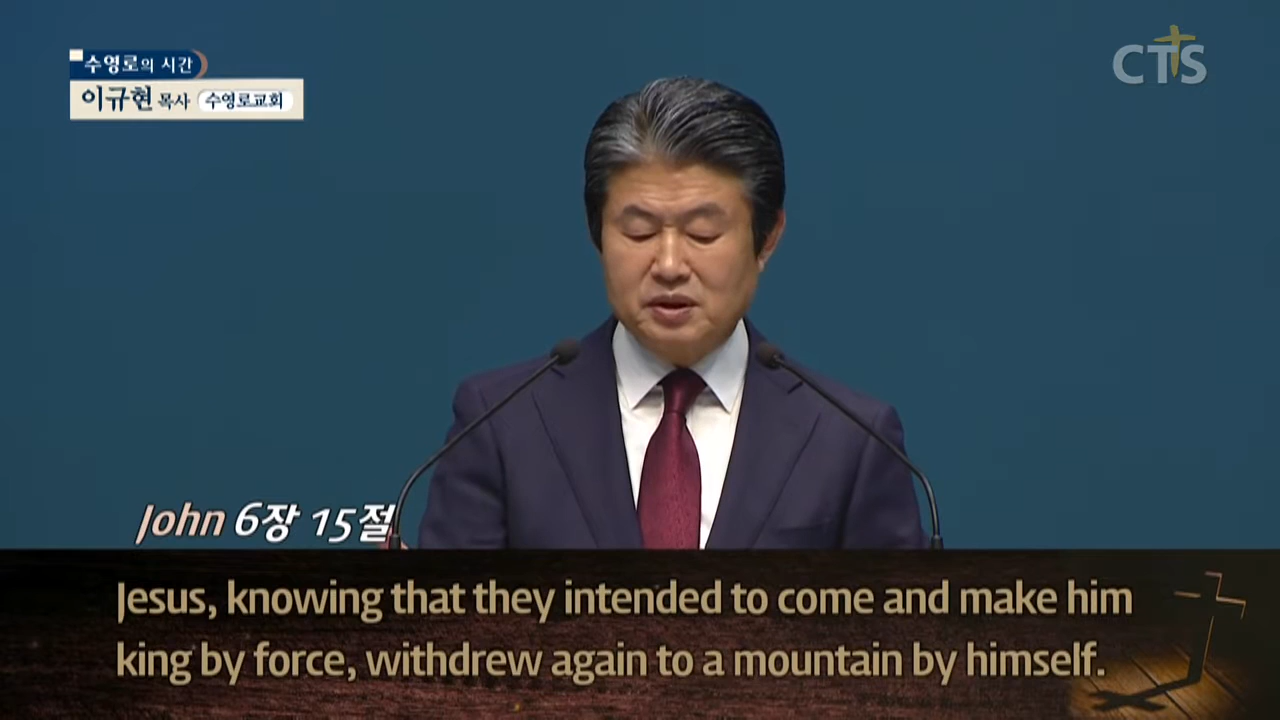 수영로의 시간
이규현 목사 수영로교회
CTS
John 6장 15절
Jesus, knowing that they intended to come and make him
king by force, withdrew again to a mountain by himself.